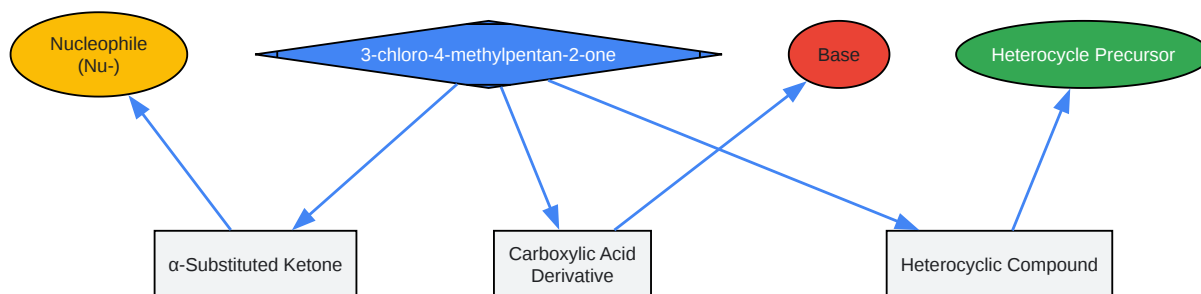 Nucleophile
(Nu-)
3-chloro-4-methylpentan-2-one
Base
Heterocycle Precursor
α-Substituted Ketone
Carboxylic Acid
Derivative
Heterocyclic Compound